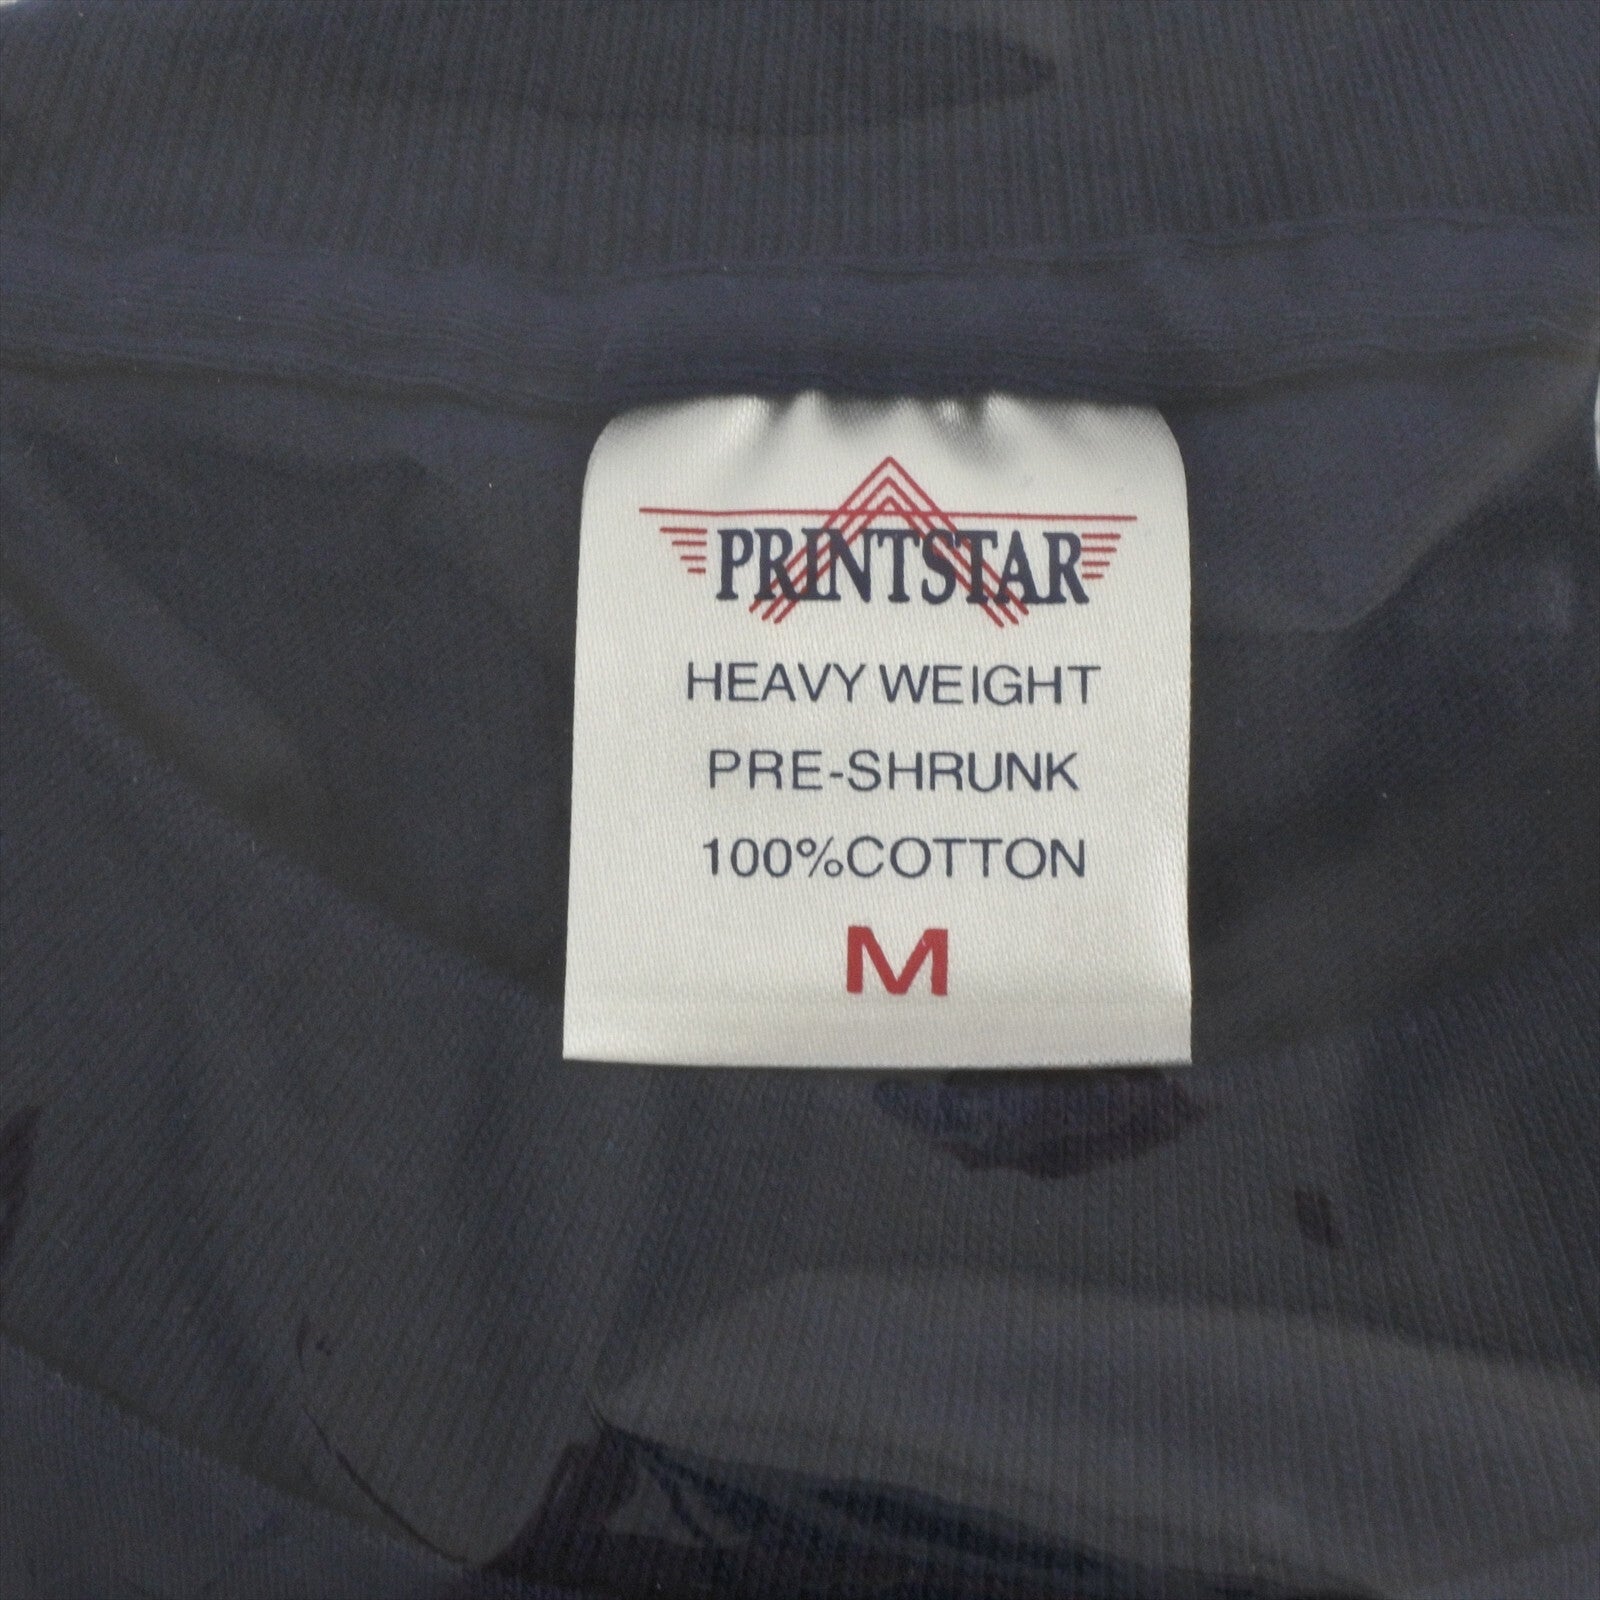 PRINTSTAR
HEAVY WEIGHT
PRE-SHRUNK
100%COTTON
M